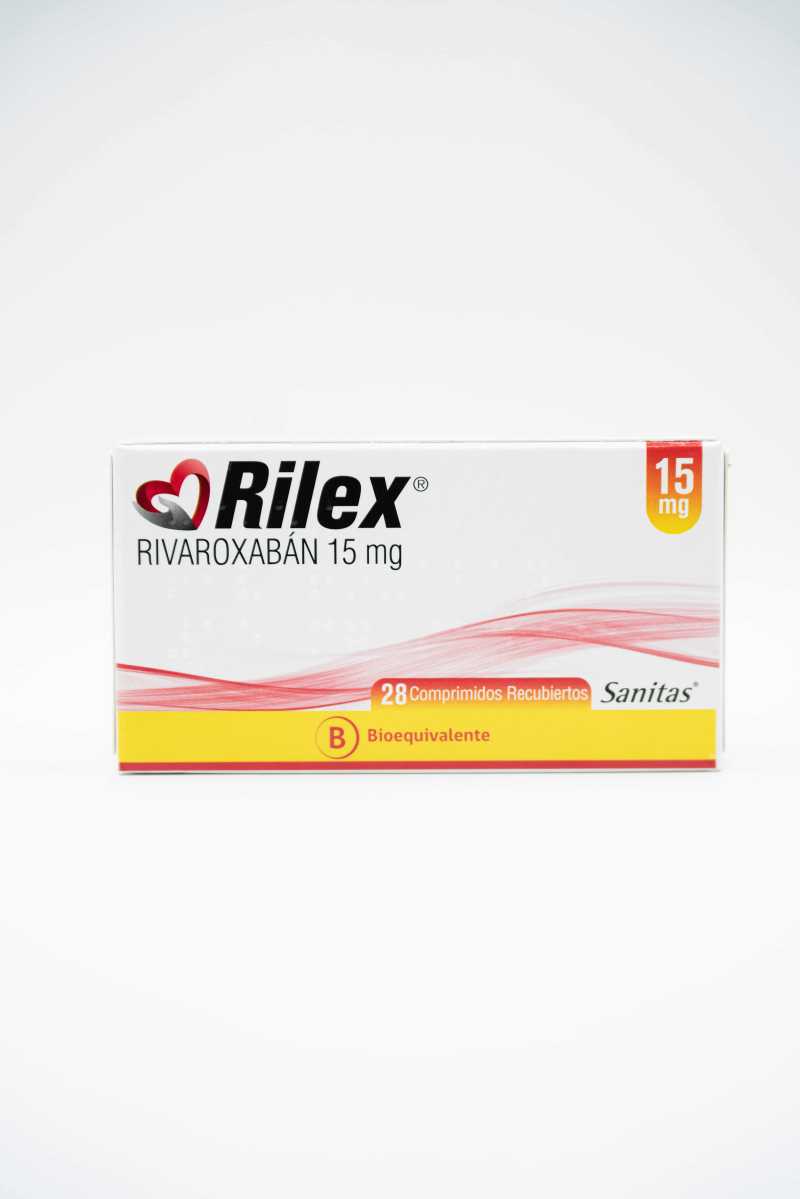 Rilex®
RIVAROXABÁN 15 mg
15
mg
28 Comprimidos Recubiertos
Sanitas®
B Bioequivalente